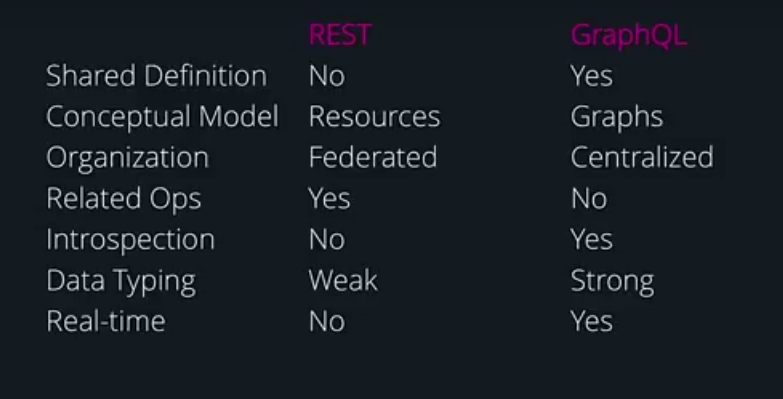 REST GraphQL
Shared Definition No Yes
Conceptual Model Resources Graphs
Organization Federated Centralized
Related Ops Yes No
Introspection No Yes
Data Typing Weak Strong
Real-time No Yes